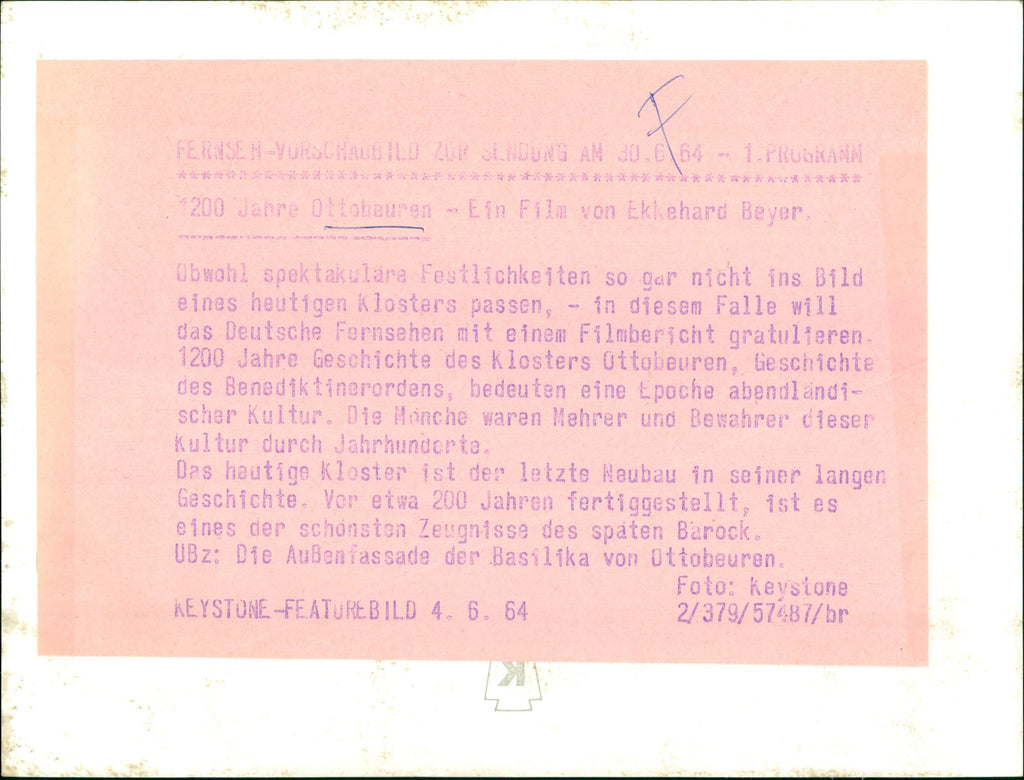 F
FERNSEH-VORSCHAUBILD ZUR SENDUNG AM 30.6.64 - 1.PROGRAMM
*********************************************************
1200 Jahre Ottobeuren - Ein Film von Ekkehard Beyer.
---------------------
Obwohl spektakuläre Festlichkeiten so gar nicht ins Bild
eines heutigen Klosters passen, - in diesem Falle will
das Deutsche Fernsehen mit einem Filmbericht gratulieren.
1200 Jahre Geschichte des Klosters Ottobeuren, Geschichte
des Benediktinerordens, bedeuten eine Epoche abendländi-
scher Kultur. Die Mönche waren Mehrer und Bewahrer dieser
Kultur durch Jahrhunderte.
Das heutige Kloster ist der letzte Neubau in seiner langen
Geschichte. Vor etwa 200 Jahren fertiggestellt, ist es
eines der schönsten Zeugnisse des späten Barock.
UBz: Die Außenfassade der Basilika von Ottobeuren.
Foto: Keystone
KEYSTONE-FEATUREBILD 4. 6. 64 2/379/57487/br
K